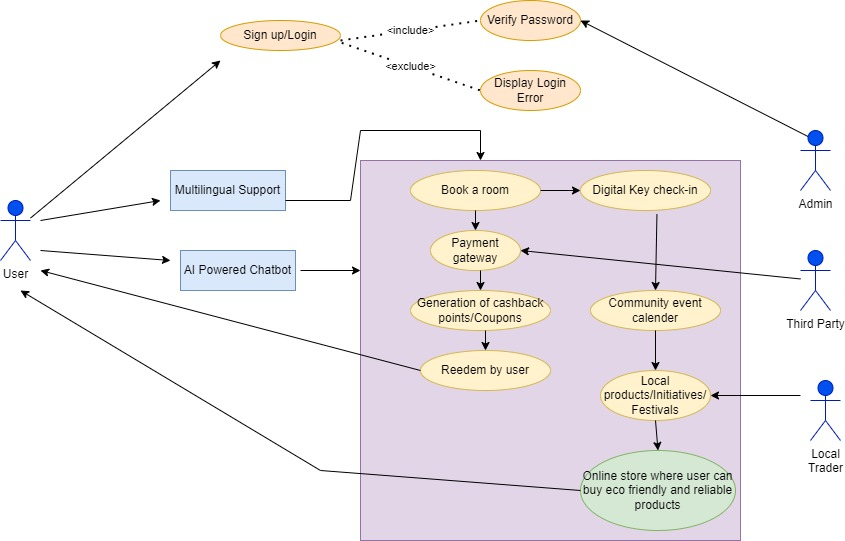 Sign up/Login
<include>
Verify Password
<exclude>
Display Login
Error
Admin
Multilingual Support
Book a room
Digital Key check-in
User
AI Powered Chatbot
Payment
gateway
Third Party
Generation of cashback
points/Coupons
Community event
calender
Reedem by user
Local
products/Initiatives/
Festivals
Local
Trader
Online store where user can
buy eco friendly and reliable
products